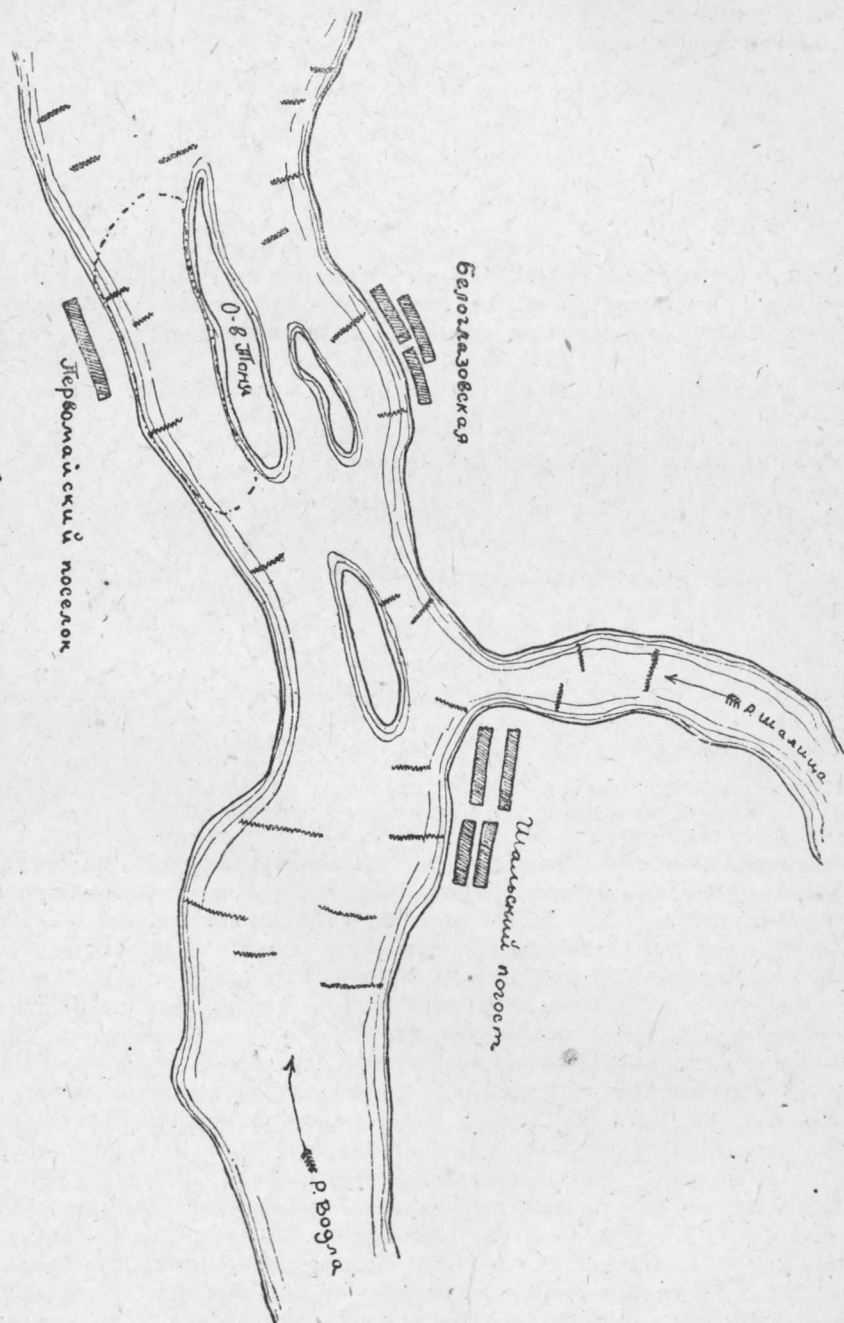 Белоглазовская
О-в Тони
Первомайский поселок
р. Шалица
Шальский погост
Р. Водла